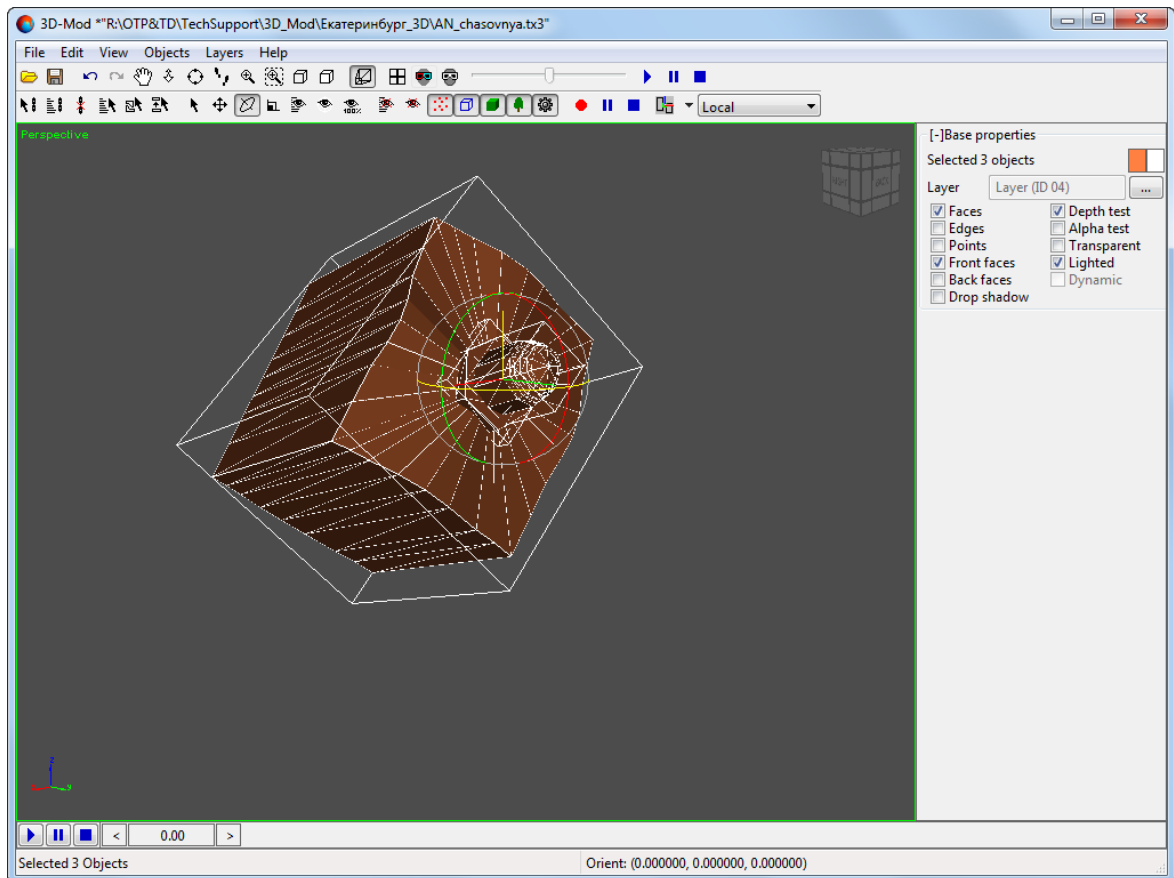 3D-Mod *"R:\OTP&TD\TechSupport\3D_Mod\Екатеринбург_3D\AN_chasovnya.tx3"
File Edit View Objects Layers Help
100%
Local
Perspective
[-]Base properties
Selected 3 objects
Layer Layer (ID 04) ...
Faces Depth test
Edges Alpha test
Points Transparent
Front faces Lighted
Back faces Dynamic
Drop shadow
z
y
< 0.00 >
Selected 3 Objects Orient: (0.000000, 0.000000, 0.000000)